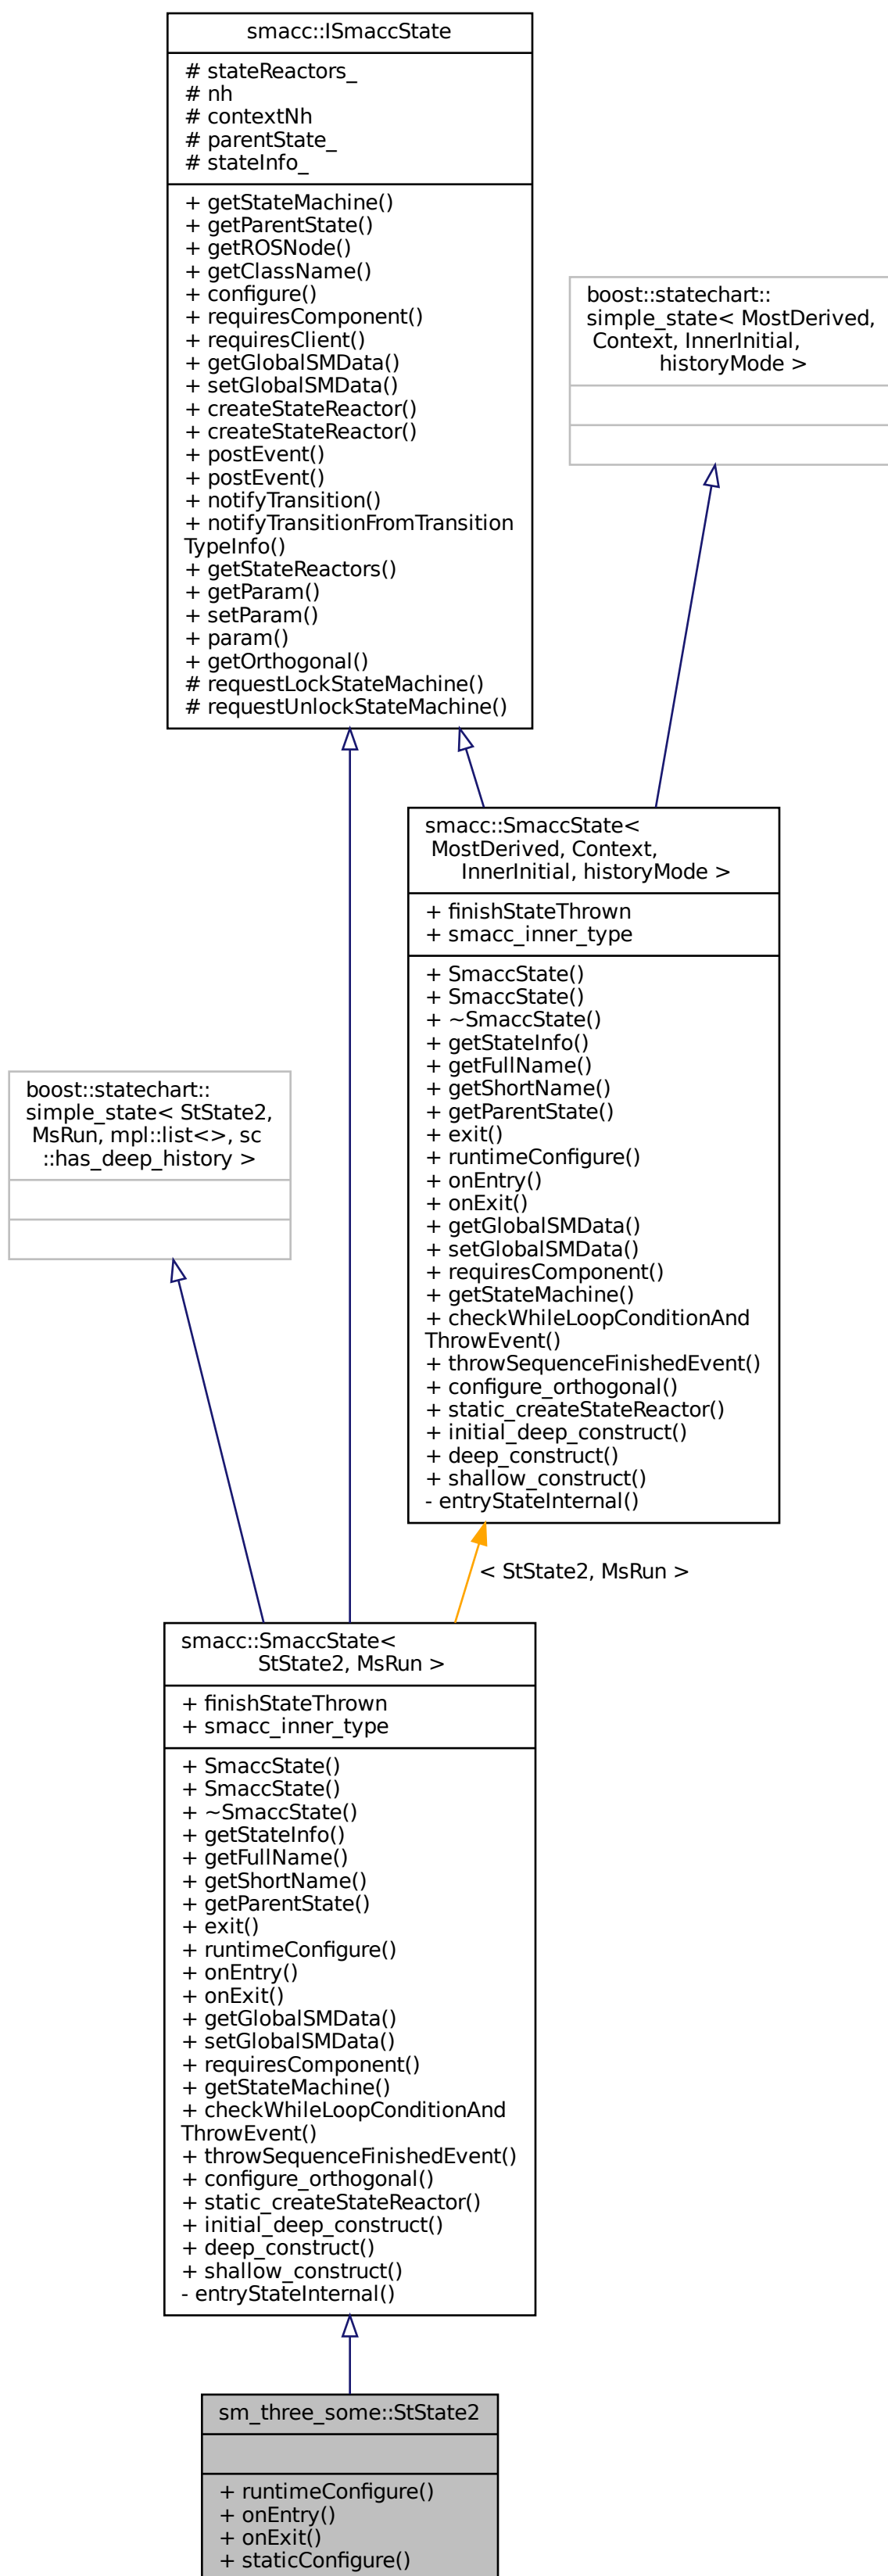 smacc::ISmaccState
# stateReactors_
# nh
# contextNh
# parentState_
# stateInfo_
+ getStateMachine()
+ getParentState()
+ getROSNode()
+ getClassName()
+ configure()
+ requiresComponent()
+ requiresClient()
+ getGlobalSMData()
+ setGlobalSMData()
+ createStateReactor()
+ createStateReactor()
+ postEvent()
+ postEvent()
+ notifyTransition()
+ notifyTransitionFromTransition
TypeInfo()
+ getStateReactors()
+ getParam()
+ setParam()
+ param()
+ getOrthogonal()
# requestLockStateMachine()
# requestUnlockStateMachine()
boost::statechart::
simple_state< MostDerived,
Context, InnerInitial,
historyMode >
smacc::SmaccState<
MostDerived, Context,
InnerInitial, historyMode >
+ finishStateThrown
+ smacc_inner_type
+ SmaccState()
+ SmaccState()
+ ~SmaccState()
+ getStateInfo()
+ getFullName()
+ getShortName()
+ getParentState()
+ exit()
+ runtimeConfigure()
+ onEntry()
+ onExit()
+ getGlobalSMData()
+ setGlobalSMData()
+ requiresComponent()
+ getStateMachine()
+ checkWhileLoopConditionAnd
ThrowEvent()
+ throwSequenceFinishedEvent()
+ configure_orthogonal()
+ static_createStateReactor()
+ initial_deep_construct()
+ deep_construct()
+ shallow_construct()
- entryStateInternal()
boost::statechart::
simple_state< StState2,
MsRun, mpl::list<>, sc
::has_deep_history >
< StState2, MsRun >
smacc::SmaccState<
StState2, MsRun >
+ finishStateThrown
+ smacc_inner_type
+ SmaccState()
+ SmaccState()
+ ~SmaccState()
+ getStateInfo()
+ getFullName()
+ getShortName()
+ getParentState()
+ exit()
+ runtimeConfigure()
+ onEntry()
+ onExit()
+ getGlobalSMData()
+ setGlobalSMData()
+ requiresComponent()
+ getStateMachine()
+ checkWhileLoopConditionAnd
ThrowEvent()
+ throwSequenceFinishedEvent()
+ configure_orthogonal()
+ static_createStateReactor()
+ initial_deep_construct()
+ deep_construct()
+ shallow_construct()
- entryStateInternal()
sm_three_some::StState2
+ runtimeConfigure()
+ onEntry()
+ onExit()
+ staticConfigure()